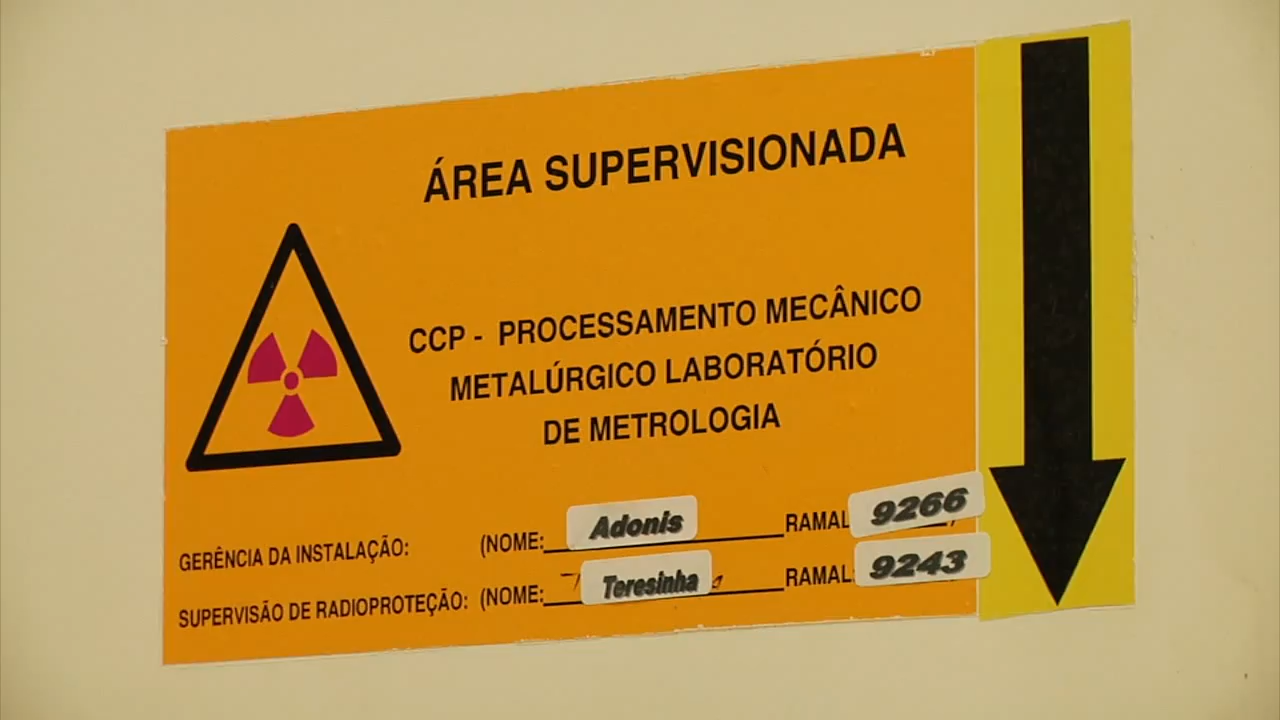 ÁREA SUPERVISIONADA
CCP - PROCESSAMENTO MECÂNICO
METALÚRGICO LABORATÓRIO
DE METROLOGIA
GERÊNCIA DA INSTALAÇÃO: (NOME: Adonis RAMAL 9266
SUPERVISÃO DE RADIOPROTEÇÃO: (NOME: Teresinha RAMAL: 9243